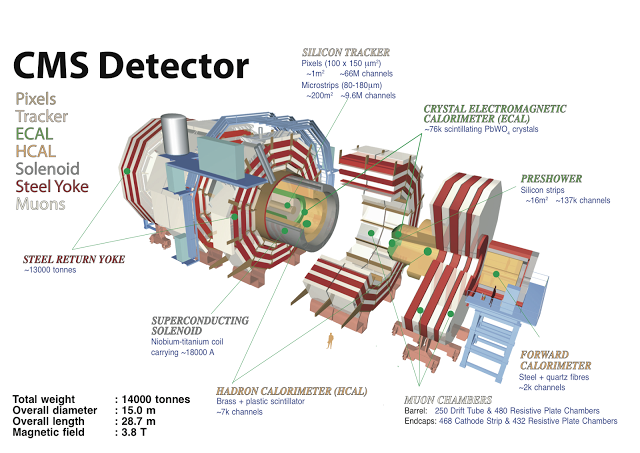 CMS Detector
Pixels
Tracker
ECAL
HCAL
Solenoid
Steel Yoke
Muons
SILICON TRACKER
Pixels (100 x 150 μm²)
~1m² ~66M channels
Microstrips (80-180μm)
~200m² ~9.6M channels
CRYSTAL ELECTROMAGNETIC
CALORIMETER (ECAL)
~76k scintillating PbWO₄ crystals
PRESHOWER
Silicon strips
~16m² ~137k channels
STEEL RETURN YOKE
~13000 tonnes
SUPERCONDUCTING
SOLENOID
Niobium-titanium coil
carrying ~18000 A
HADRON CALORIMETER (HCAL)
Brass + plastic scintillator
~7k channels
FORWARD
CALORIMETER
Steel + quartz fibres
~2k channels
MUON CHAMBERS
Barrel: 250 Drift Tube & 480 Resistive Plate Chambers
Endcaps: 468 Cathode Strip & 432 Resistive Plate Chambers
Total weight : 14000 tonnes
Overall diameter : 15.0 m
Overall length : 28.7 m
Magnetic field : 3.8 T